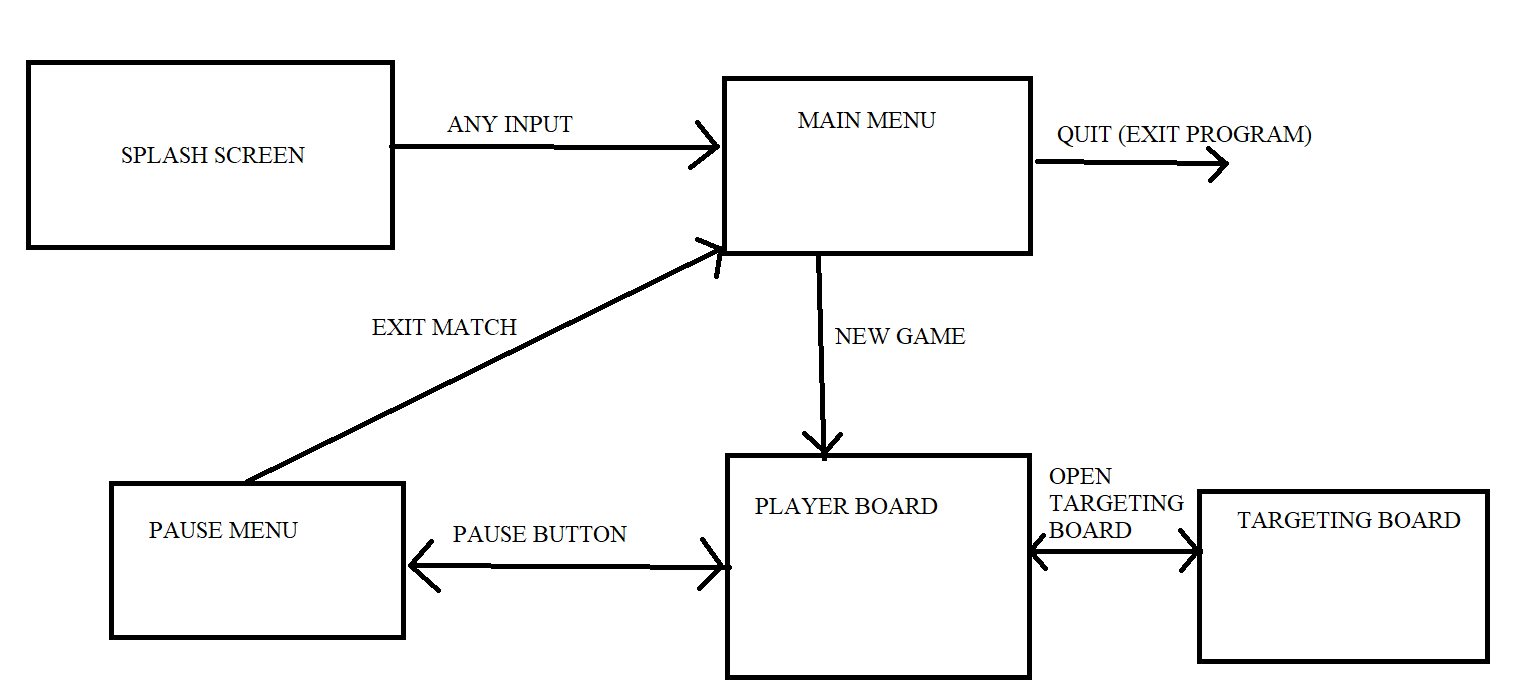 SPLASH SCREEN
ANY INPUT
MAIN MENU
QUIT (EXIT PROGRAM)
EXIT MATCH
NEW GAME
PAUSE MENU
PAUSE BUTTON
PLAYER BOARD
OPEN
TARGETING
BOARD
TARGETING BOARD